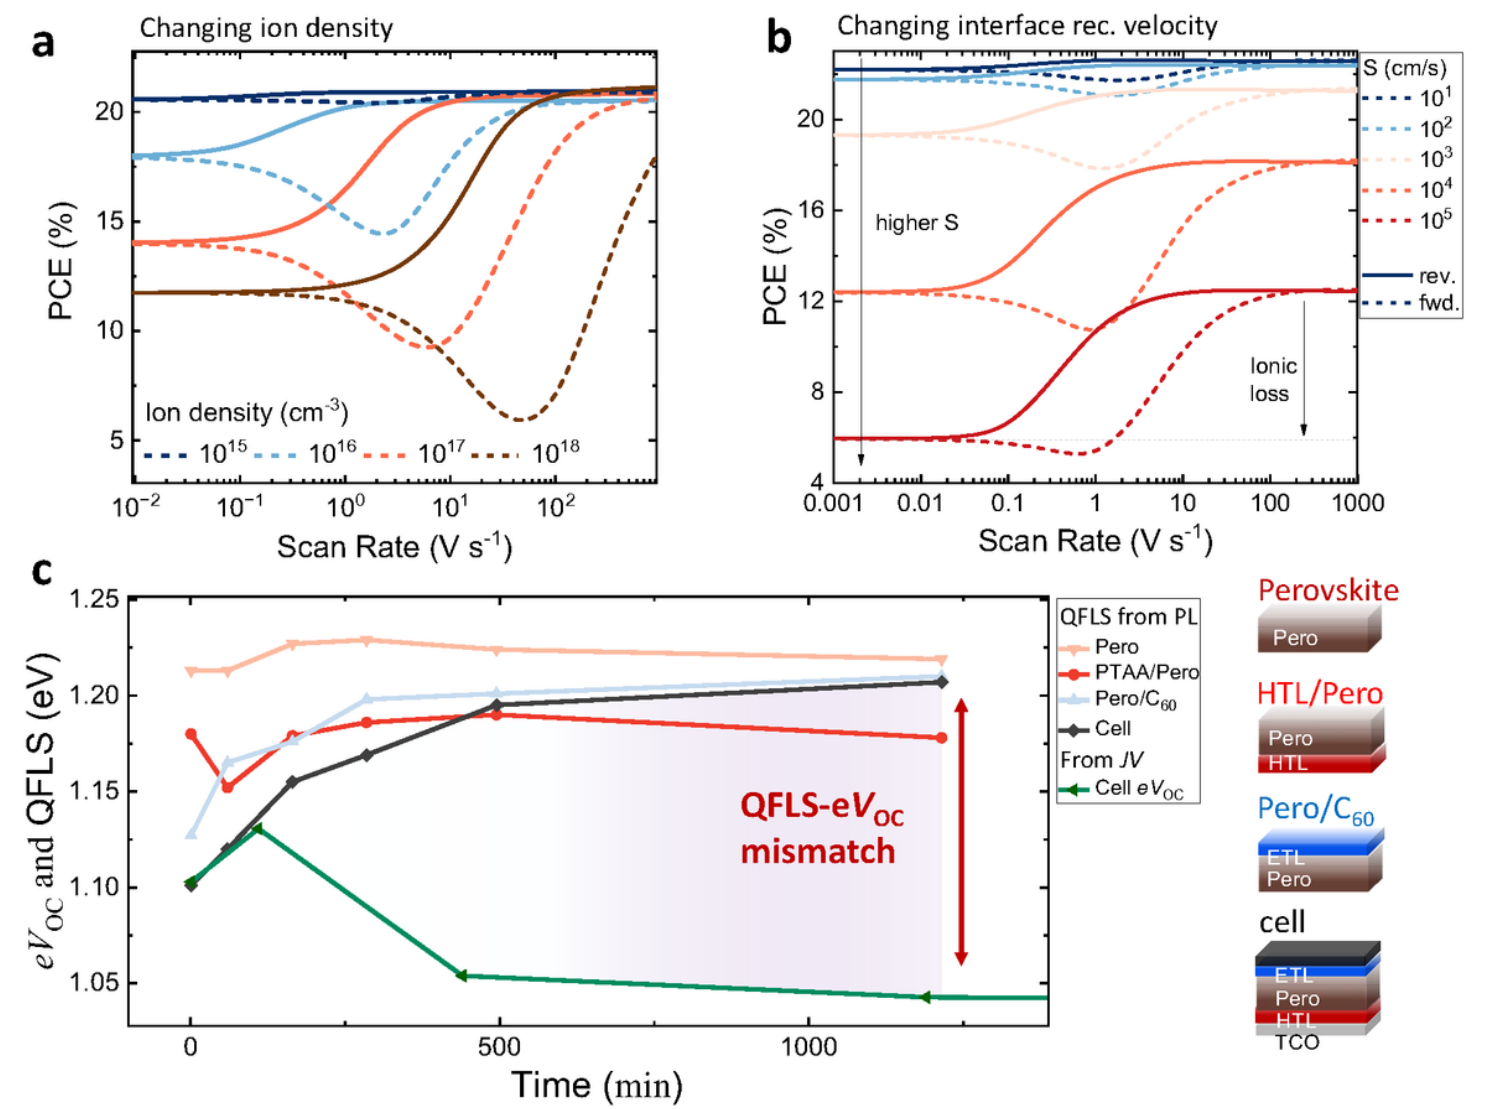 a
Changing ion density
PCE (%)
20
15
10
5
Ion density (cm⁻³)
10¹⁵
10¹⁶
10¹⁷
10¹⁸
10⁻²
10⁻¹
10⁰
10¹
10²
Scan Rate (V s⁻¹)
b
Changing interface rec. velocity
PCE (%)
20
16
12
8
4
higher S
Ionic
loss
0.001
0.01
0.1
1
10
100
1000
Scan Rate (V s⁻¹)
S (cm/s)
10¹
10²
10³
10⁴
10⁵
rev.
fwd.
c
eV_OC and QFLS (eV)
1.25
1.20
1.15
1.10
1.05
QFLS-eV_OC
mismatch
0
500
1000
Time (min)
QFLS from PL
Pero
PTAA/Pero
Pero/C₆₀
Cell
From JV
Cell eV_OC
Perovskite
Pero
HTL/Pero
Pero
HTL
Pero/C₆₀
ETL
Pero
cell
ETL
Pero
HTL
TCO